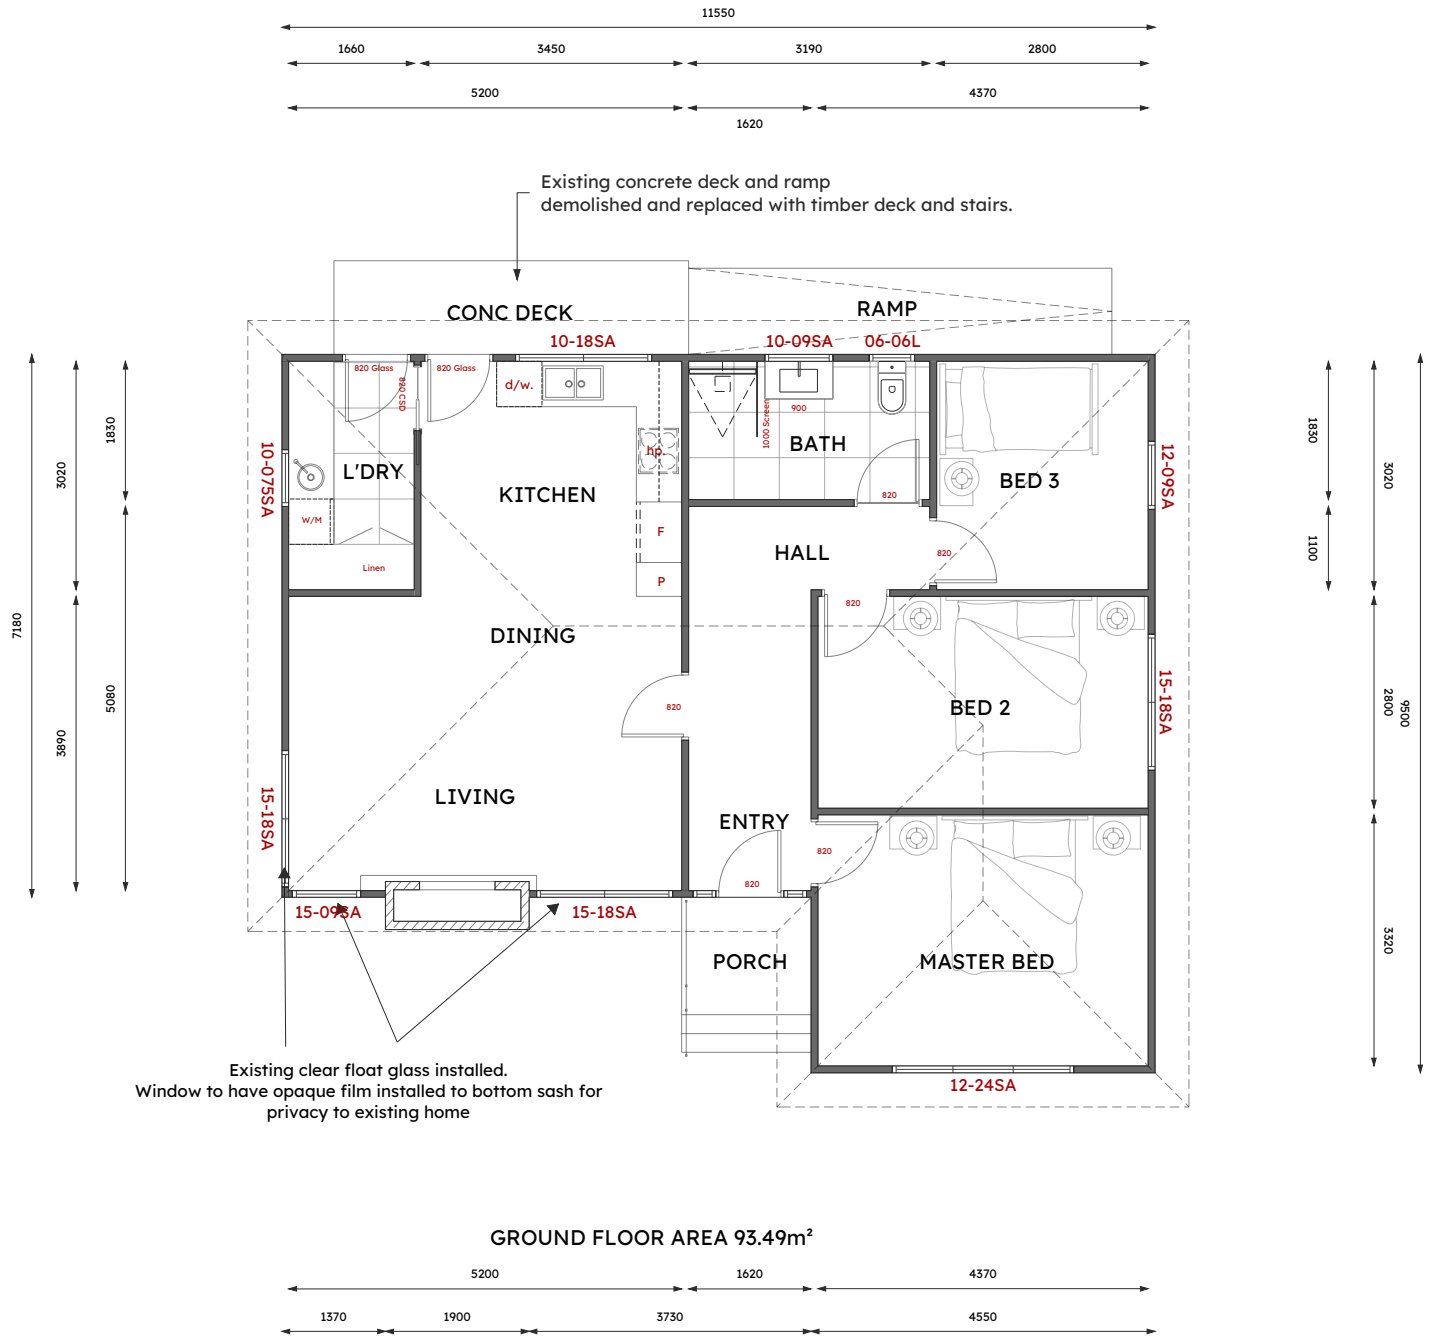 11550
1660
3450
3190
2800
5200
4370
1620
Existing concrete deck and ramp
demolished and replaced with timber deck and stairs.
CONC DECK
RAMP
10-18SA
10-09SA
06-06L
820 Glass
820 CSD
820 Glass
d/w.
hp.
1000 Screen
900
BATH
820
L'DRY
KITCHEN
BED 3
10-075SA
12-09SA
W/M
F
P
Linen
HALL
820
820
DINING
820
BED 2
15-18SA
LIVING
ENTRY
15-18SA
820
820
15-09SA
15-18SA
PORCH
MASTER BED
12-24SA
7180
3020
3890
1830
5080
1830
1100
3020
2800
3320
9500
Existing clear float glass installed.
Window to have opaque film installed to bottom sash for
privacy to existing home
GROUND FLOOR AREA 93.49m²
5200
1620
4370
1370
1900
3730
4550